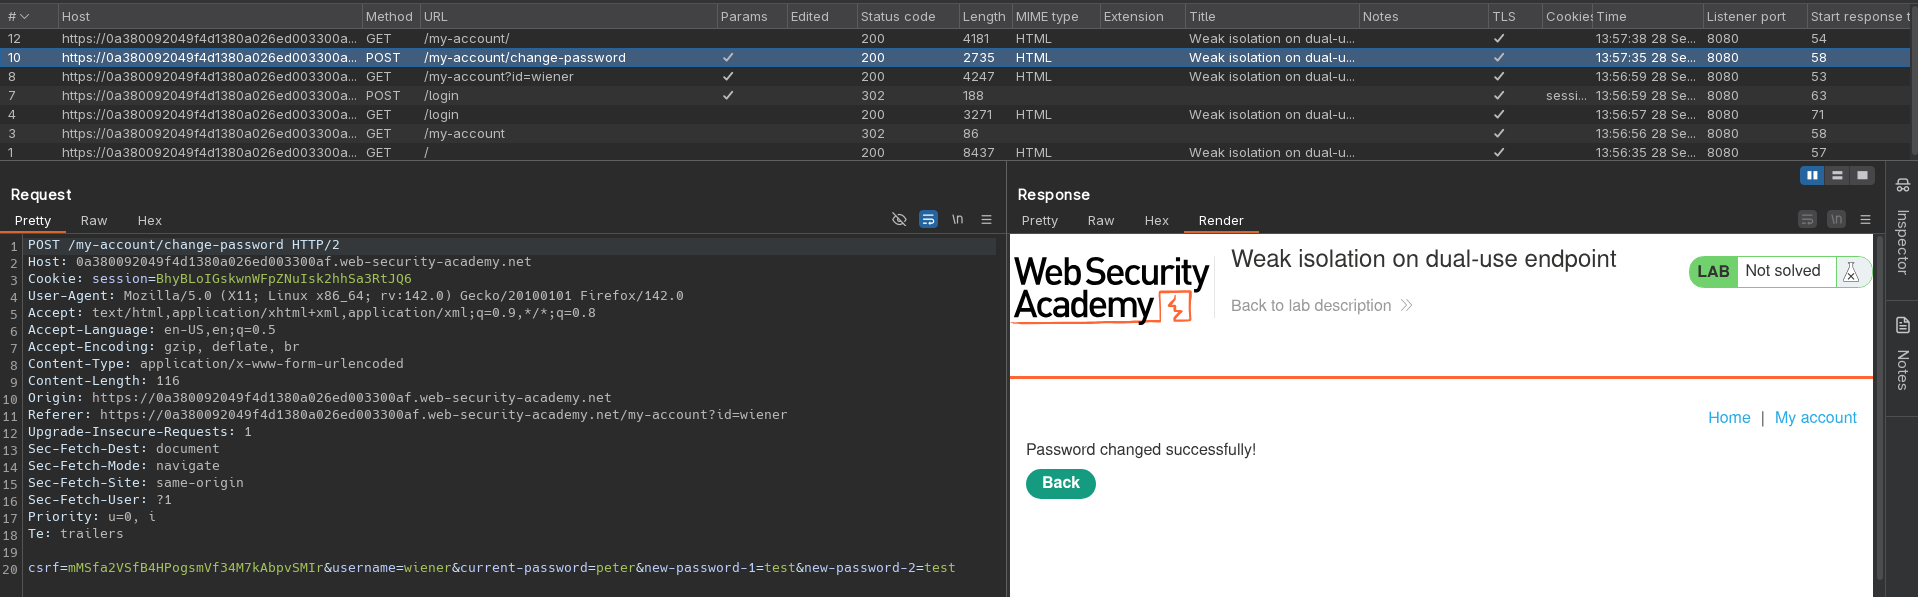 # Host Method URL Params Edited Status code Length MIME type Extension Title Notes TLS Cookies Time Listener port Start response t
12 https://0a380092049f4d1380a026ed003300a... GET /my-account/ 200 4181 HTML Weak isolation on dual-u... ✓ 13:57:38 28 Se... 8080 54
10 https://0a380092049f4d1380a026ed003300a... POST /my-account/change-password ✓ 200 2735 HTML Weak isolation on dual-u... ✓ 13:57:35 28 Se... 8080 58
8 https://0a380092049f4d1380a026ed003300a... GET /my-account?id=wiener ✓ 200 4247 HTML Weak isolation on dual-u... ✓ 13:56:59 28 Se... 8080 53
7 https://0a380092049f4d1380a026ed003300a... POST /login ✓ 302 188 ✓ sessi... 13:56:59 28 Se... 8080 63
4 https://0a380092049f4d1380a026ed003300a... GET /login 200 3271 HTML Weak isolation on dual-u... ✓ 13:56:57 28 Se... 8080 71
3 https://0a380092049f4d1380a026ed003300a... GET /my-account 302 86 ✓ 13:56:56 28 Se... 8080 58
1 https://0a380092049f4d1380a026ed003300a... GET / 200 8437 HTML Weak isolation on dual-u... ✓ 13:56:35 28 Se... 8080 57
Request
Pretty Raw Hex \n
1 POST /my-account/change-password HTTP/2
2 Host: 0a380092049f4d1380a026ed003300af.web-security-academy.net
3 Cookie: session=BhyBLoIGskwnWFpZNuIsk2hhSa3RtJQ6
4 User-Agent: Mozilla/5.0 (X11; Linux x86_64; rv:142.0) Gecko/20100101 Firefox/142.0
5 Accept: text/html,application/xhtml+xml,application/xml;q=0.9,*/*;q=0.8
6 Accept-Language: en-US,en;q=0.5
7 Accept-Encoding: gzip, deflate, br
8 Content-Type: application/x-www-form-urlencoded
9 Content-Length: 116
10 Origin: https://0a380092049f4d1380a026ed003300af.web-security-academy.net
11 Referer: https://0a380092049f4d1380a026ed003300af.web-security-academy.net/my-account?id=wiener
12 Upgrade-Insecure-Requests: 1
13 Sec-Fetch-Dest: document
14 Sec-Fetch-Mode: navigate
15 Sec-Fetch-Site: same-origin
16 Sec-Fetch-User: ?1
17 Priority: u=0, i
18 Te: trailers
19
20 csrf=mMSfa2VSfB4HPogsmVf34M7kAbpvSMIr&username=wiener&current-password=peter&new-password-1=test&new-password-2=test
Response
Pretty Raw Hex Render \n
Web Security
Academy
Weak isolation on dual-use endpoint
Back to lab description
LAB Not solved
Home | My account
Password changed successfully!
Back
Inspector
Notes